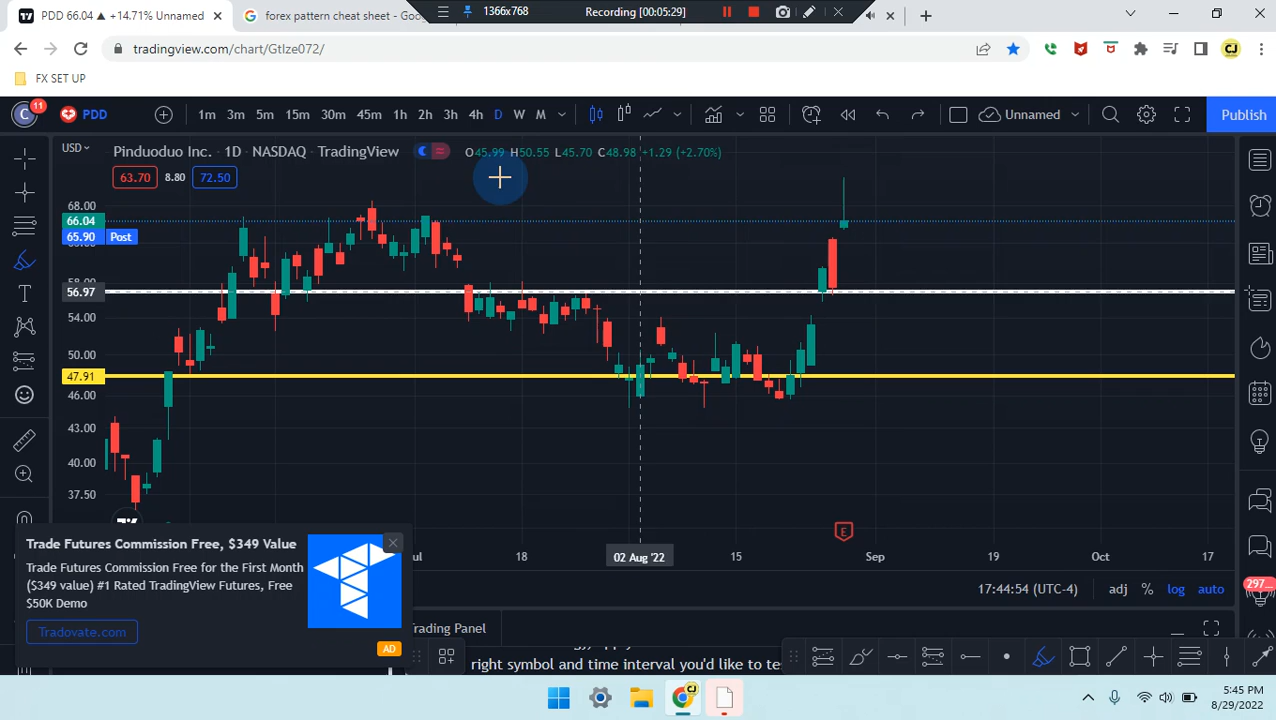 PDD 66.04 ▲ +14.71% Unnamed
forex pattern cheat sheet - Goo
1366x768
Recording [00:05:29]
tradingview.com/chart/Gtlze072/
FX SET UP
C 11 PDD 1m 3m 5m 15m 30m 45m 1h 2h 3h 4h D W M Unnamed Publish
USD
Pinduoduo Inc. · 1D · NASDAQ · TradingView
O45.99 H50.55 L45.70 C48.98 +1.29 (+2.70%)
63.70 8.80 72.50
68.00
66.04
65.90 Post
58.00
56.97
54.00
50.00
47.91
46.00
43.00
40.00
37.50
E
18 02 Aug '22 15 Sep 19 Oct 17
17:44:54 (UTC-4) adj % log auto
Trade Futures Commission Free, $349 Value
Trade Futures Commission Free for the First Month
($349 value) #1 Rated TradingView Futures, Free
$50K Demo
Tradovate.com
AD
297...
right symbol and time interval you'd like to te
5:45 PM
8/29/2022